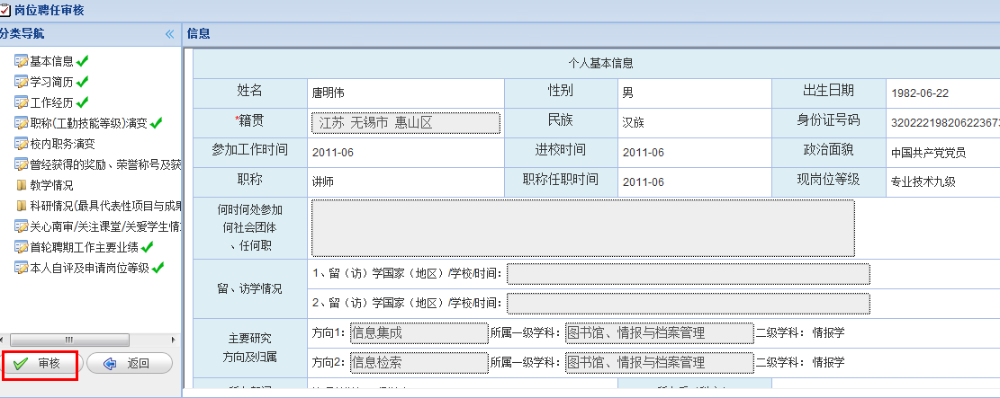 岗位聘任审核
分类导航
基本信息
学习简历
工作经历
职称(工勤技能等级)演变
校内职务演变
曾经获得的奖励、荣誉称号及获
教学情况
科研情况(最具代表性项目与成果
关心南审/关注课堂/关爱学生情
首轮聘期工作主要业绩
本人自评及申请岗位等级
审核 返回
信息
个人基本信息
姓名 唐明伟 性别 男 出生日期 1982-06-22
*籍贯 江苏 无锡市 惠山区 民族 汉族 身份证号码 32022219820622367
参加工作时间 2011-06 进校时间 2011-06 政治面貌 中国共产党党员
职称 讲师 职称任职时间 2011-06 现岗位等级 专业技术九级
何时何处参加
何社会团体
、任何职
留、访学情况
1、留（访）学国家（地区）/学校/时间：
2、留（访）学国家（地区）/学校/时间：
主要研究
方向及归属
方向1： 信息集成 所属一级学科： 图书馆、情报与档案管理 二级学科： 情报学
方向2： 信息检索 所属一级学科： 图书馆、情报与档案管理 二级学科： 情报学